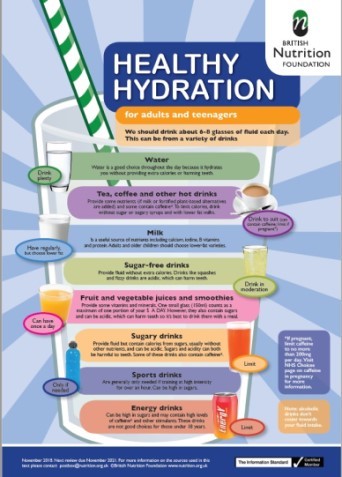 BRITISH
Nutrition
FOUNDATION
HEALTHY
HYDRATION
for adults and teenagers
We should drink about 6–8 glasses of fluid each day.
This can be from a variety of drinks
Water
Water is a good choice throughout the day because it hydrates
you without providing extra calories or harming teeth.
Drink
plenty
Tea, coffee and other hot drinks
Provide some nutrients if milk or fortified plant-based alternatives
are added; and some contain caffeine*. To limit calories, drink
without sugar or sugary syrups and with lower fat milks.
Drink to suit (but
contain caffeine, limit if
pregnant*)
Milk
Is a useful source of nutrients including calcium, iodine, B vitamins
and protein. Adults and older children should choose lower-fat varieties.
Have regularly,
but choose lower fat
Sugar-free drinks
Provide fluid without extra calories. Drinks like squashes
and fizzy drinks are acidic, which can harm teeth.
Drink in
moderation
Fruit and vegetable juices and smoothies
Provide some vitamins and minerals. One small glass (150ml) counts as a
maximum of one portion of your 5 A DAY. However, they also contain sugars
and can be acidic, which can harm teeth so it's best to drink them with a meal.
Can have
once a day
Sugary drinks
Provide fluid but contain calories from sugars, usually without
other nutrients, and can be acidic. Sugars and acidity can both
be harmful to teeth. Some of these drinks also contain caffeine*.
Limit
Sports drinks
Are generally only needed if training at high intensity
for over an hour. Can be high in sugars.
Only if
needed
Energy drinks
Can be high in sugars and may contain high levels
of caffeine* and other stimulants. These drinks
are not good choices for those under 18 years.
Limit
*If pregnant,
limit caffeine
to no more
than 200mg
per day. Visit
NHS Choices
page on caffeine
in pregnancy
for more
information.
Note: alcoholic drinks
don't count
towards your
fluid intake.
November 2018. Next review due November 2021. For more information on the sources used in this
text please contact postbox@nutrition.org.uk ©British Nutrition Foundation www.nutrition.org.uk
The Information Standard
Certified
Member